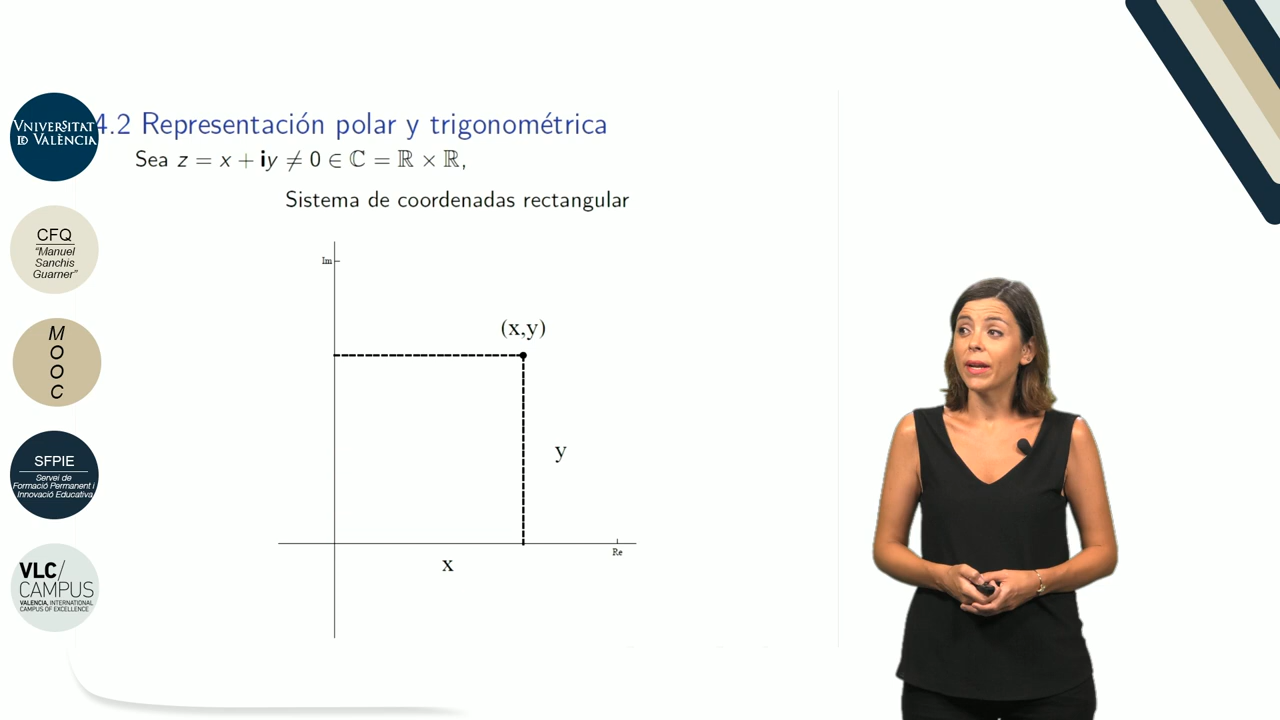 4.2 Representación polar y trigonométrica
Sea z = x + iy ≠ 0 ∈ ℂ = ℝ × ℝ,
Sistema de coordenadas rectangular
Im
(x,y)
y
Re
x
VNIVERSITAT
ID VALÈNCIA
CFQ
"Manuel
Sanchis
Guarner"
M
O
O
C
SFPIE
Servei de
Formació Permanent i
Innovació Educativa
VLC/
CAMPUS
VALENCIA, INTERNATIONAL
CAMPUS OF EXCELLENCE